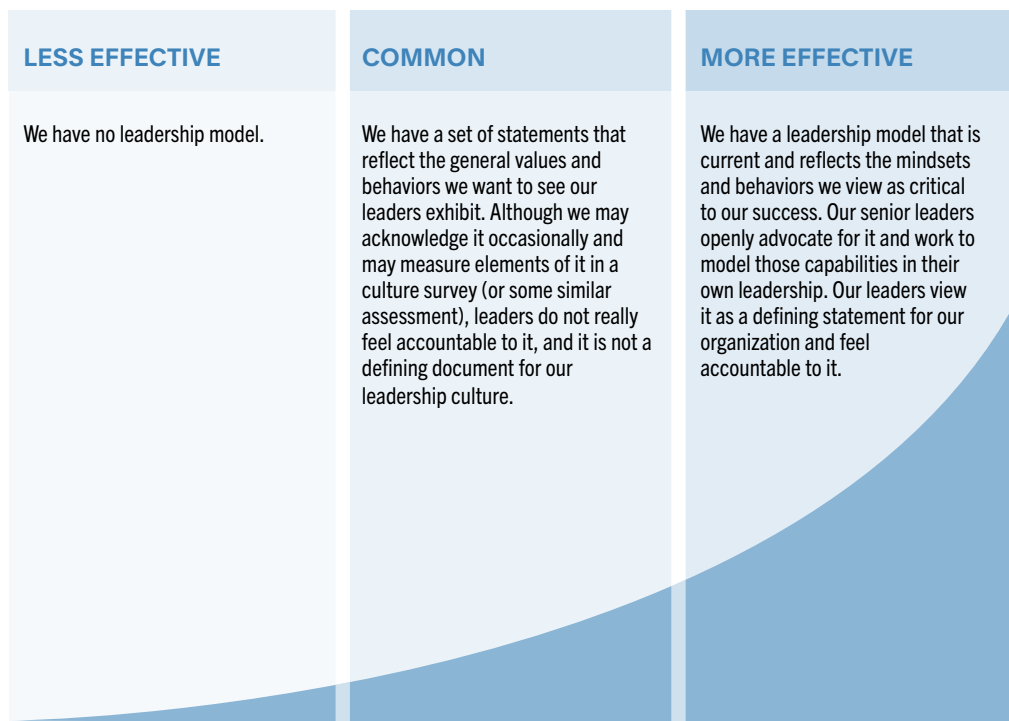 LESS EFFECTIVE
We have no leadership model.
COMMON
We have a set of statements that
reflect the general values and
behaviors we want to see our
leaders exhibit. Although we may
acknowledge it occasionally and
may measure elements of it in a
culture survey (or some similar
assessment), leaders do not really
feel accountable to it, and it is not a
defining document for our
leadership culture.
MORE EFFECTIVE
We have a leadership model that is
current and reflects the mindsets
and behaviors we view as critical
to our success. Our senior leaders
openly advocate for it and work to
model those capabilities in their
own leadership. Our leaders view
it as a defining statement for our
organization and feel
accountable to it.